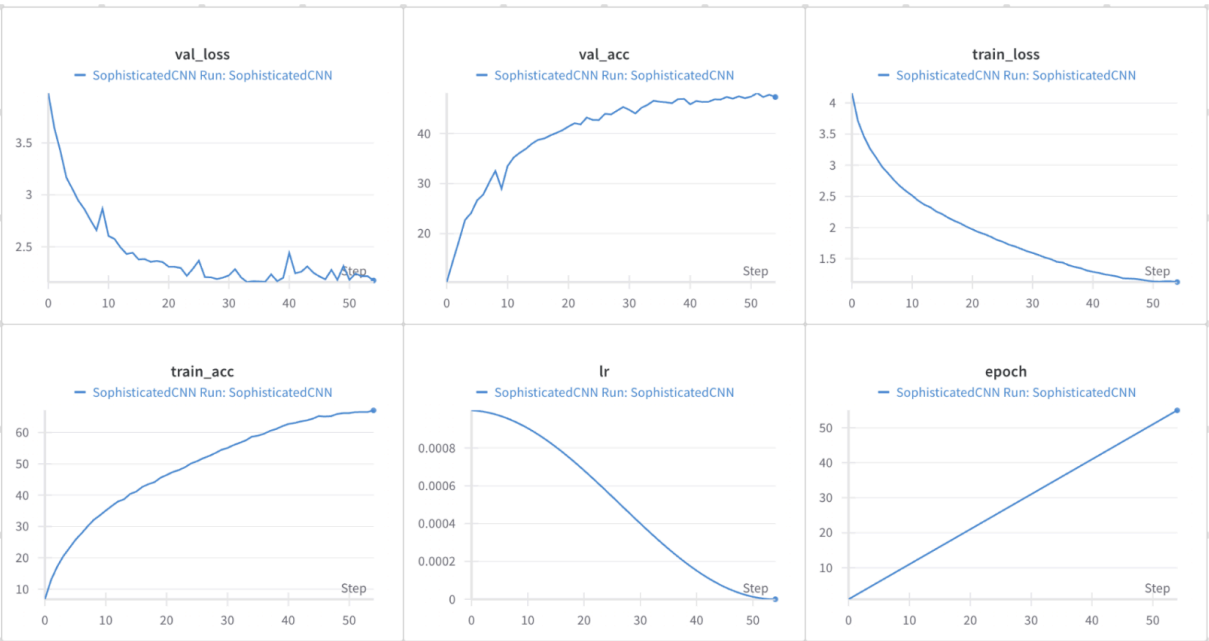 val_loss
SophisticatedCNN Run: SophisticatedCNN
3.5
3
2.5
Step
0 10 20 30 40 50
val_acc
SophisticatedCNN Run: SophisticatedCNN
40
30
20
Step
0 10 20 30 40 50
train_loss
SophisticatedCNN Run: SophisticatedCNN
4
3.5
3
2.5
2
1.5
Step
0 10 20 30 40 50
train_acc
SophisticatedCNN Run: SophisticatedCNN
60
50
40
30
20
10
Step
0 10 20 30 40 50
lr
SophisticatedCNN Run: SophisticatedCNN
0.0008
0.0006
0.0004
0.0002
0
Step
0 10 20 30 40 50
epoch
SophisticatedCNN Run: SophisticatedCNN
50
40
30
20
10
Step
0 10 20 30 40 50